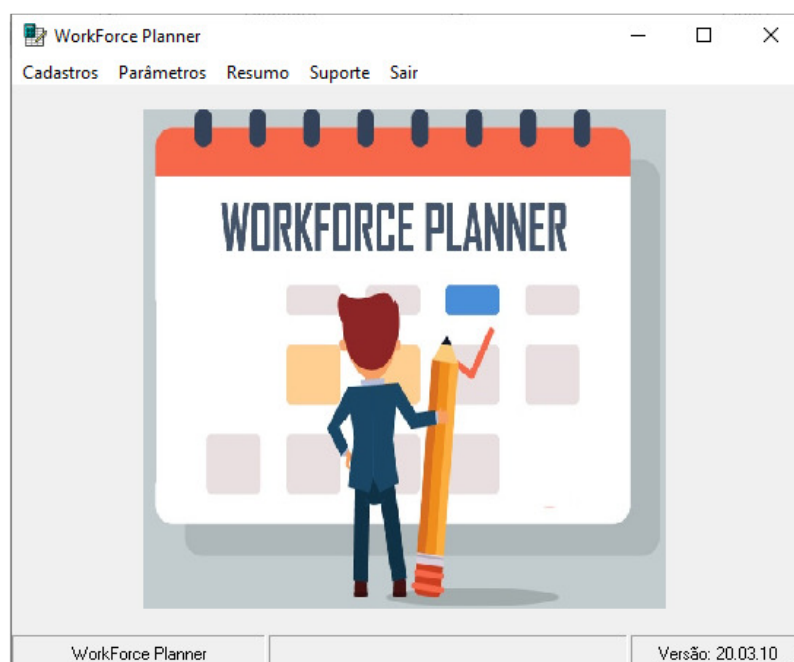 WorkForce Planner
Cadastros Parâmetros Resumo Suporte Sair
WORKFORCE PLANNER
WorkForce Planner Versão: 20.03.10